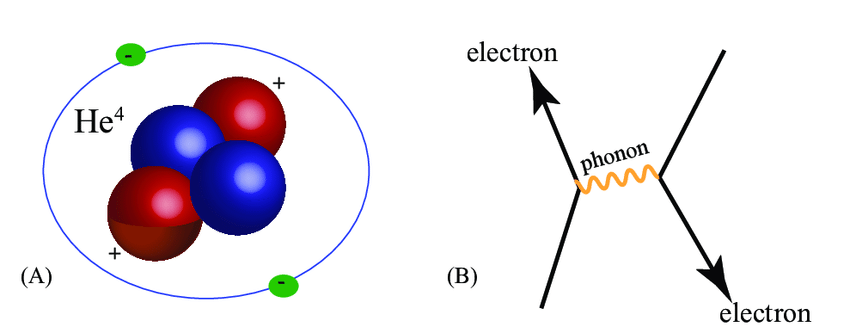 electron
-
+
He⁴
phonon
+
(A)
-
(B)
electron